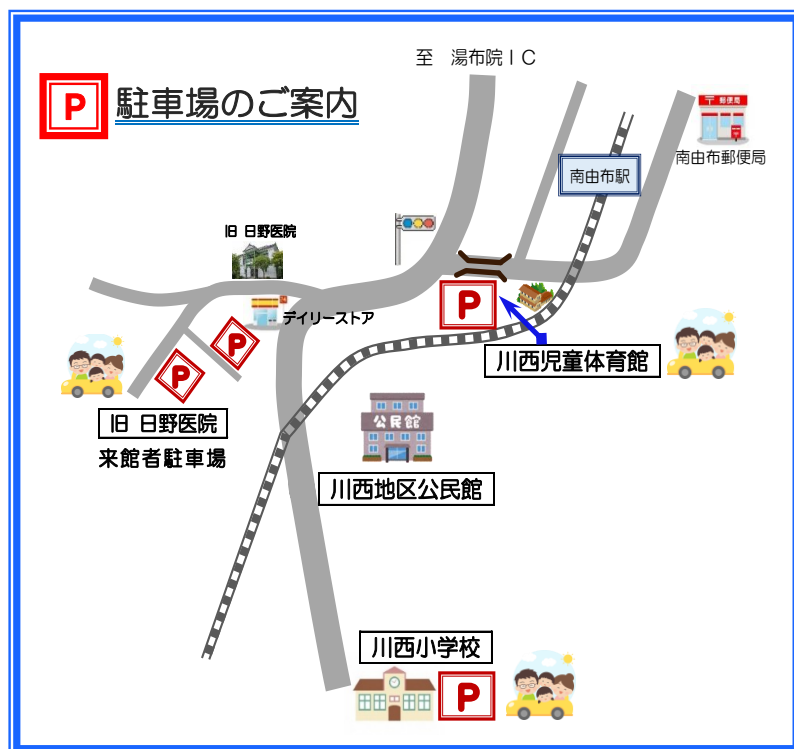 至 湯布院IC
P 駐車場のご案内
郵便局
南由布郵便局
南由布駅
旧 日野医院
デイリーストア
P
P
P
川西児童体育館
旧 日野医院
来館者駐車場
公民館
川西地区公民館
川西小学校
P